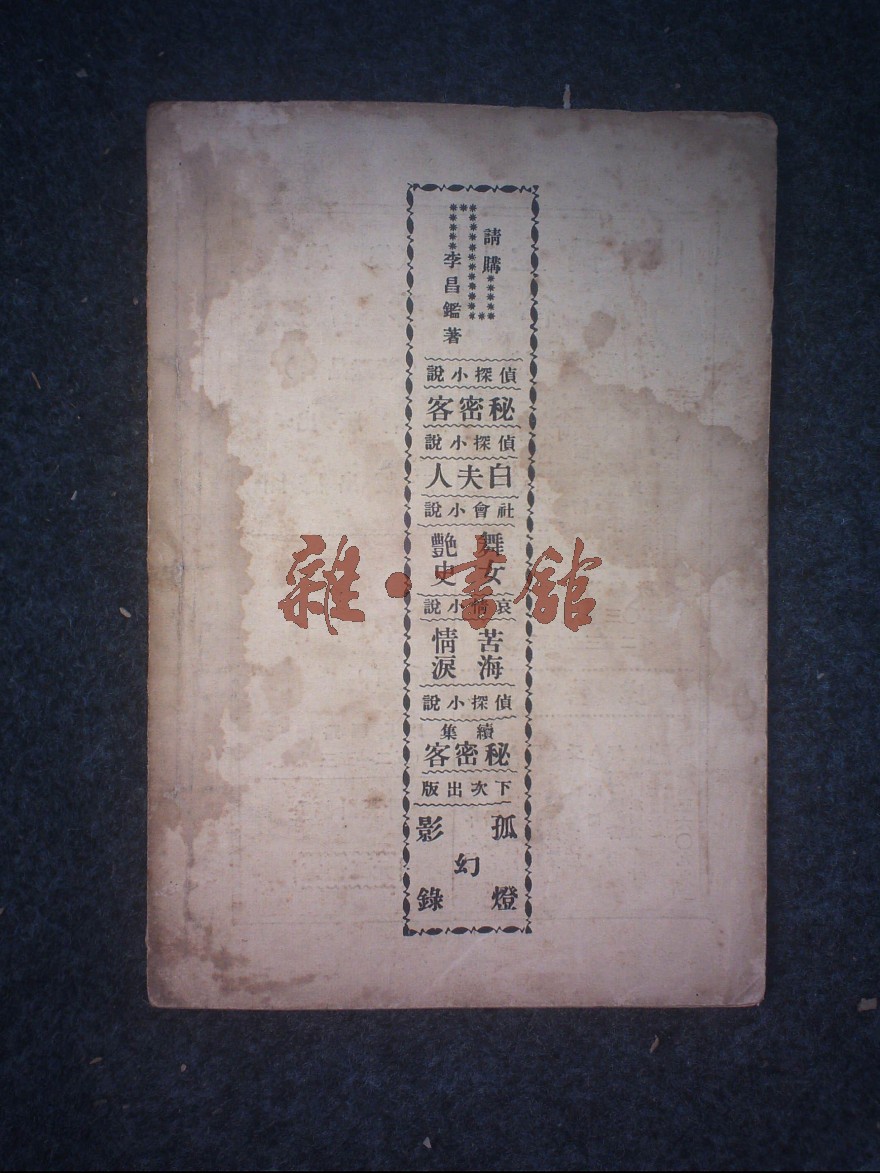 請購
李昌鑑著
偵探小說
秘密客
偵探小說
白夫人
社會小說
舞女
艷史
哀情小說
苦海
情淚
偵探小說
續集
秘密客
下次出版
孤燈
幻
影錄
雜·書館